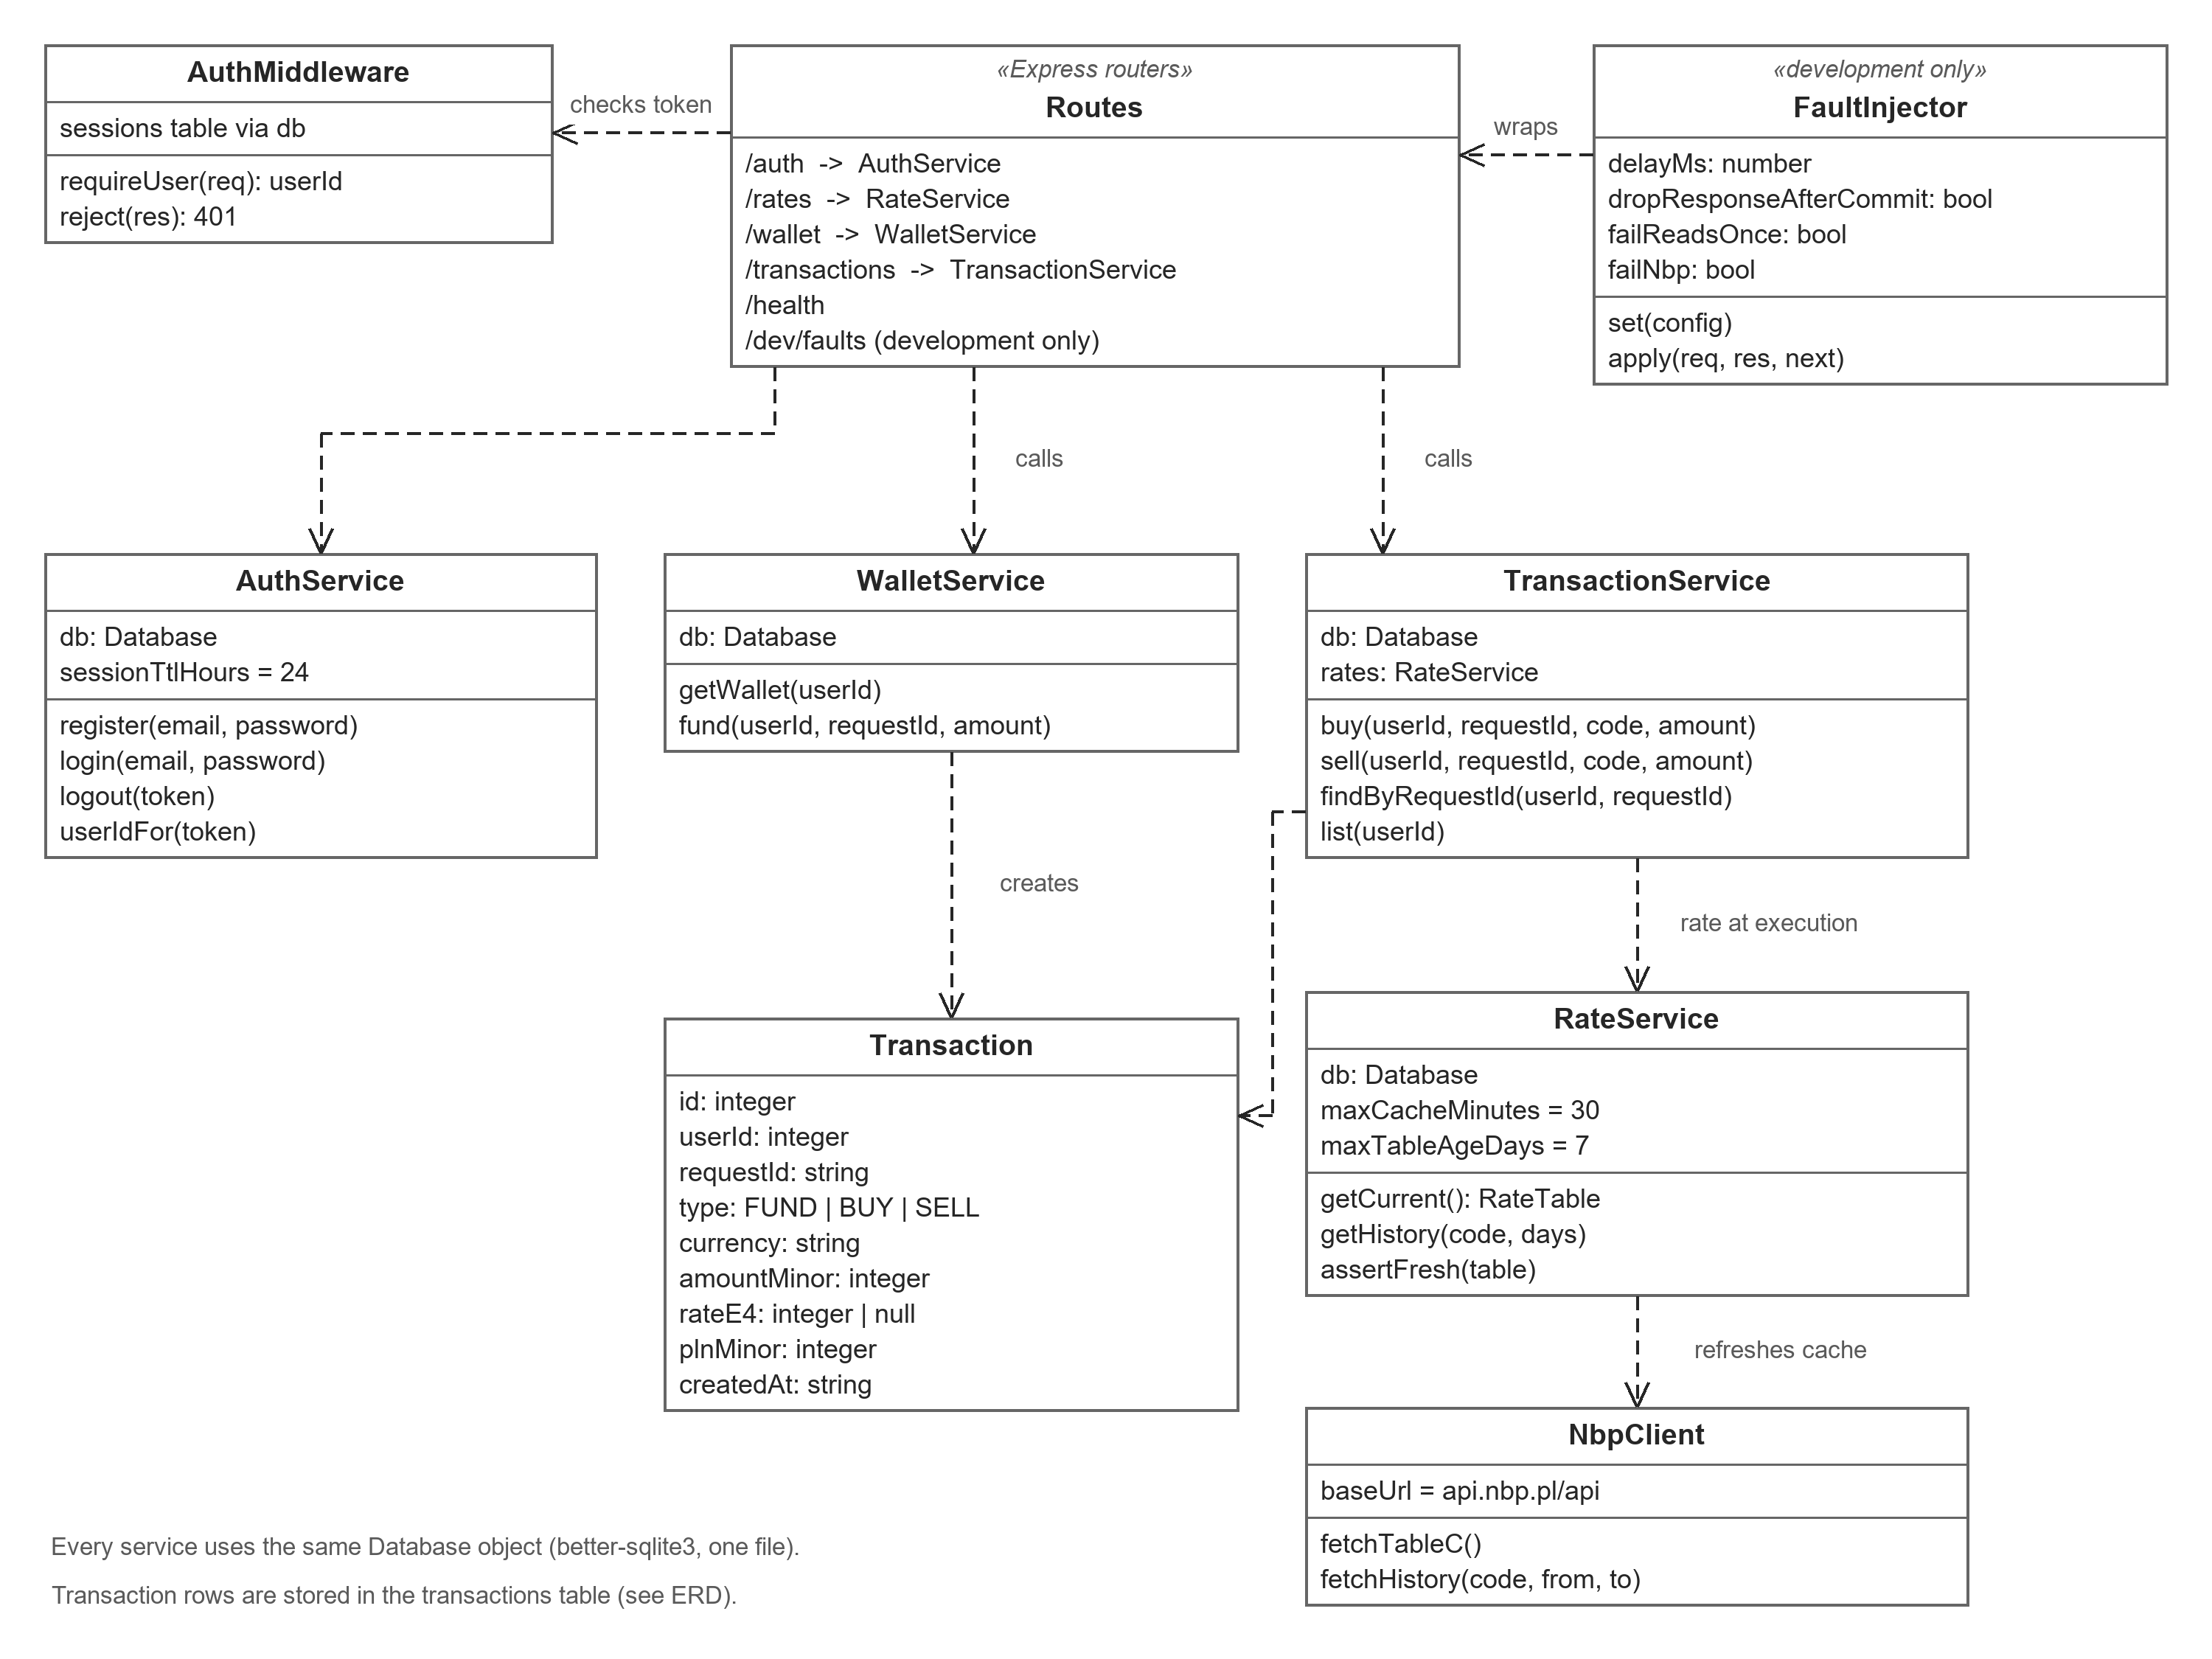 AuthMiddleware
sessions table via db
requireUser(req): userId
reject(res): 401
checks token
«Express routers»
Routes
/auth -> AuthService
/rates -> RateService
/wallet -> WalletService
/transactions -> TransactionService
/health
/dev/faults (development only)
wraps
«development only»
FaultInjector
delayMs: number
dropResponseAfterCommit: bool
failReadsOnce: bool
failNbp: bool
set(config)
apply(req, res, next)
calls
calls
AuthService
db: Database
sessionTtlHours = 24
register(email, password)
login(email, password)
logout(token)
userIdFor(token)
WalletService
db: Database
getWallet(userId)
fund(userId, requestId, amount)
TransactionService
db: Database
rates: RateService
buy(userId, requestId, code, amount)
sell(userId, requestId, code, amount)
findByRequestId(userId, requestId)
list(userId)
creates
rate at execution
Transaction
id: integer
userId: integer
requestId: string
type: FUND | BUY | SELL
currency: string
amountMinor: integer
rateE4: integer | null
plnMinor: integer
createdAt: string
RateService
db: Database
maxCacheMinutes = 30
maxTableAgeDays = 7
getCurrent(): RateTable
getHistory(code, days)
assertFresh(table)
refreshes cache
NbpClient
baseUrl = api.nbp.pl/api
fetchTableC()
fetchHistory(code, from, to)
Every service uses the same Database object (better-sqlite3, one file).
Transaction rows are stored in the transactions table (see ERD).